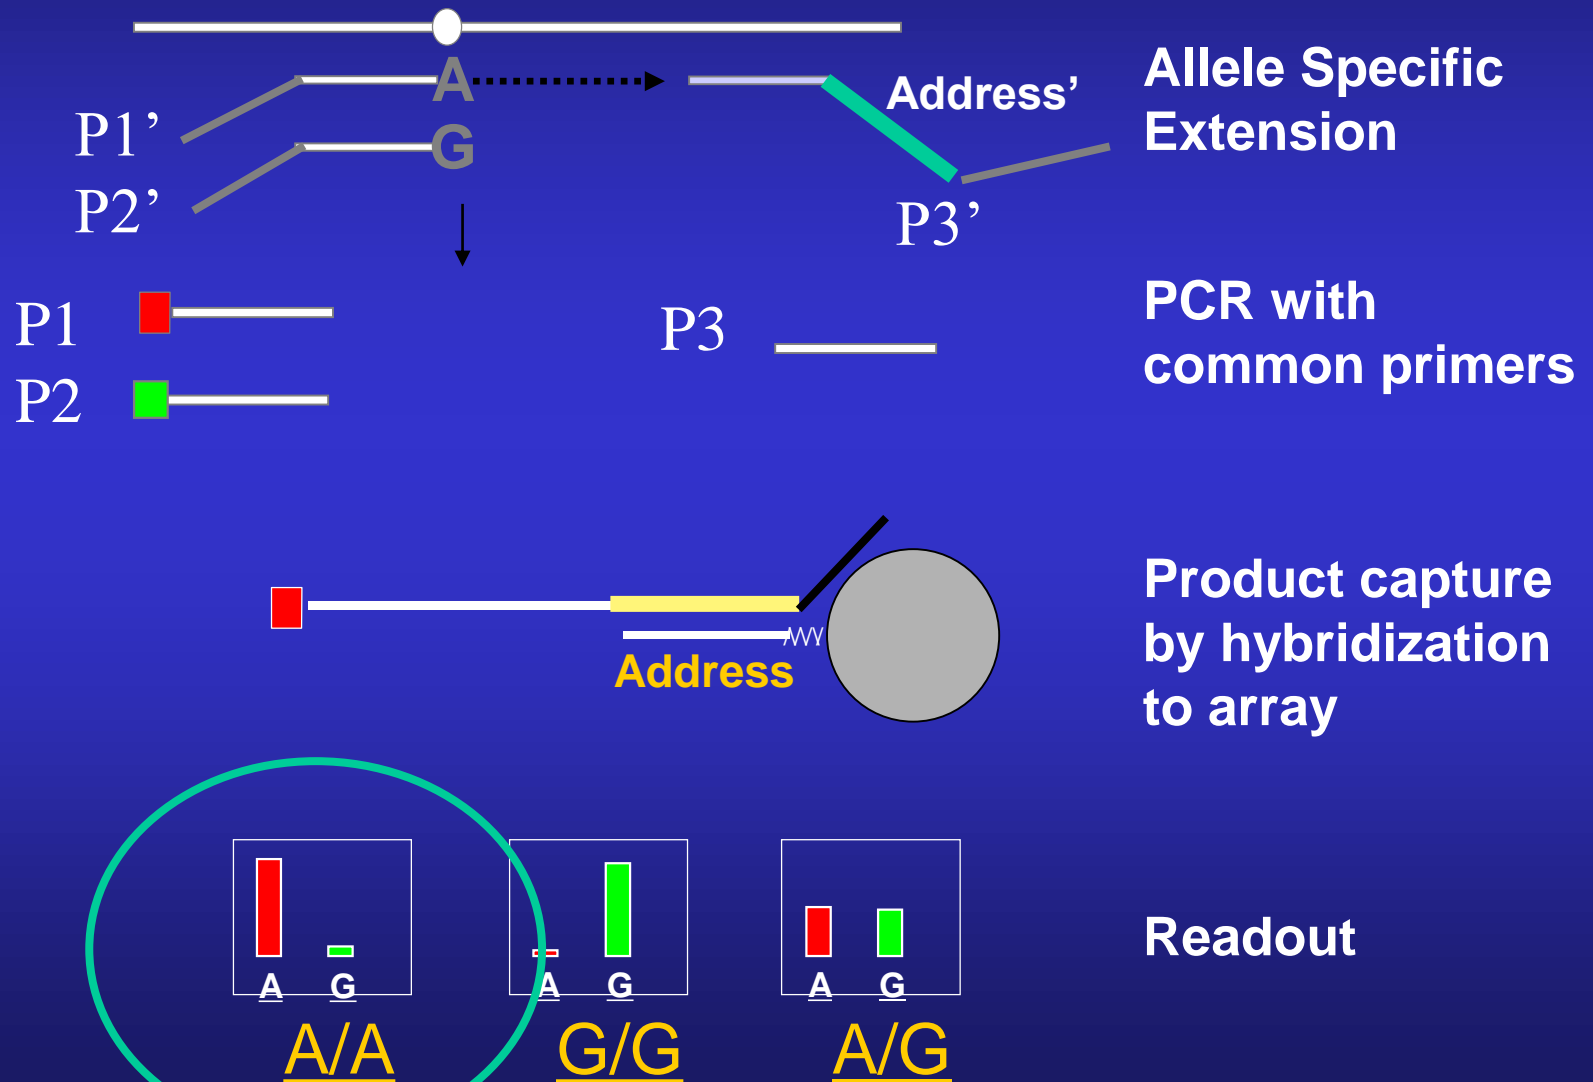 Allele Specific
Extension
A
Address’
P1’
G
P2’
P3’
PCR with
common primers
P1
P3
P2
Product capture
by hybridization
to array
Address
Readout
A G
A G
A G
A/A
G/G
A/G